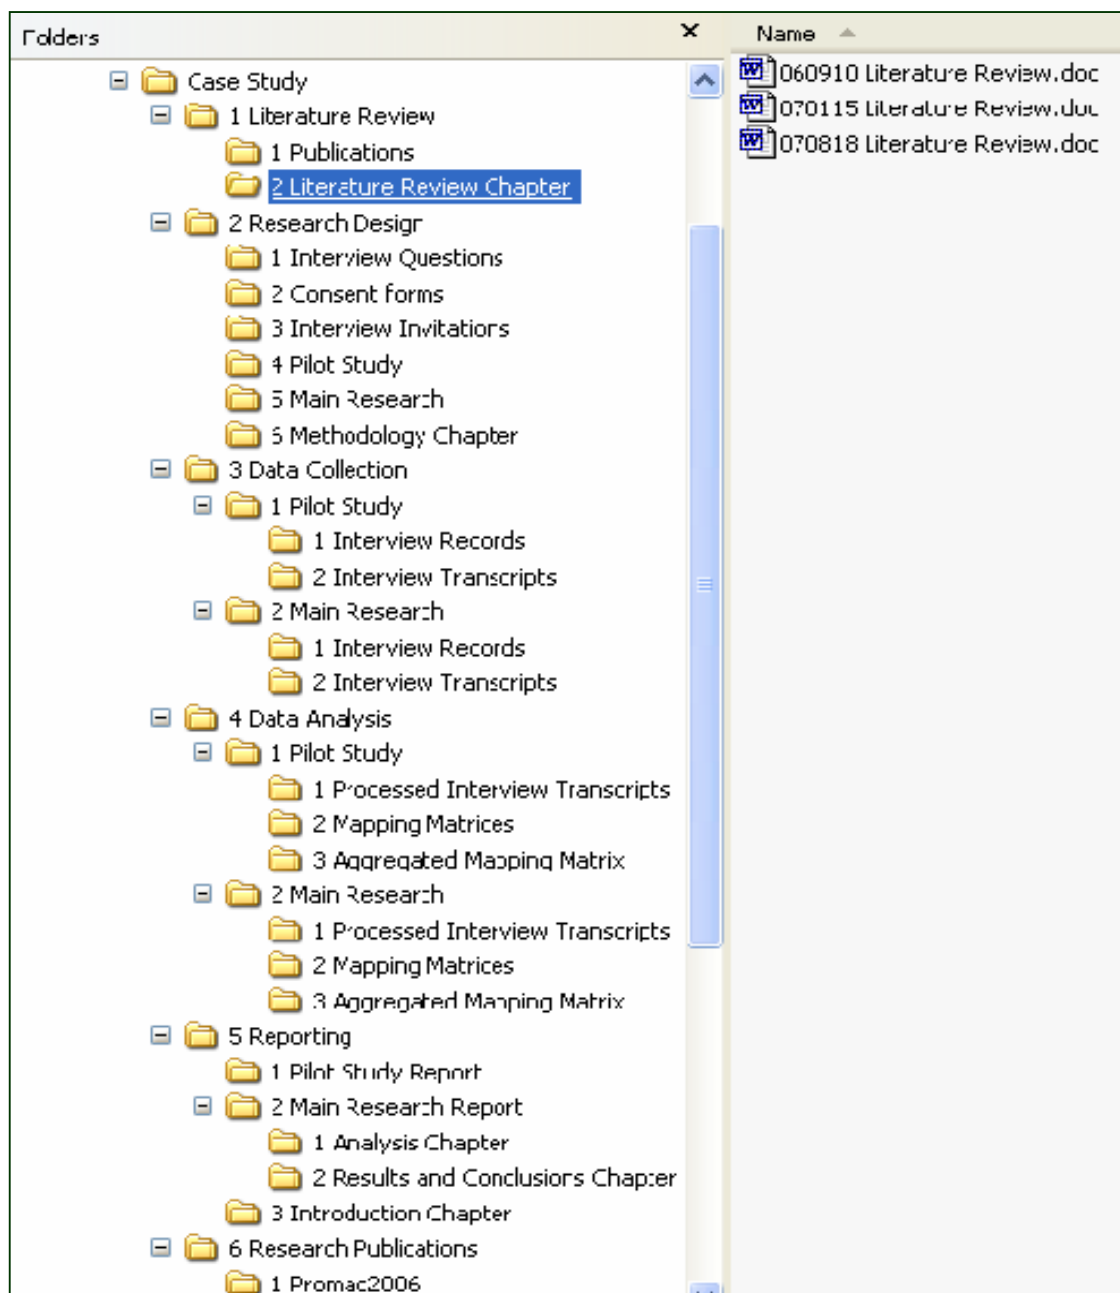 Folders
Case Study
1 Literature Review
1 Publications
2 Literature Review Chapter
2 Research Design
1 Interview Questions
2 Consent forms
3 Interview Invitations
4 Pilot Study
5 Main Research
6 Methodology Chapter
3 Data Collection
1 Pilot Study
1 Interview Records
2 Interview Transcripts
2 Main Research
1 Interview Records
2 Interview Transcripts
4 Data Analysis
1 Pilot Study
1 Processed Interview Transcripts
2 Mapping Matrices
3 Aggregated Mapping Matrix
2 Main Research
1 Processed Interview Transcripts
2 Mapping Matrices
3 Aggregated Mapping Matrix
5 Reporting
1 Pilot Study Report
2 Main Research Report
1 Analysis Chapter
2 Results and Conclusions Chapter
3 Introduction Chapter
6 Research Publications
1 Promac2006
Name
060910 Literature Review.doc
070115 Literature Review.doc
070818 Literature Review.doc